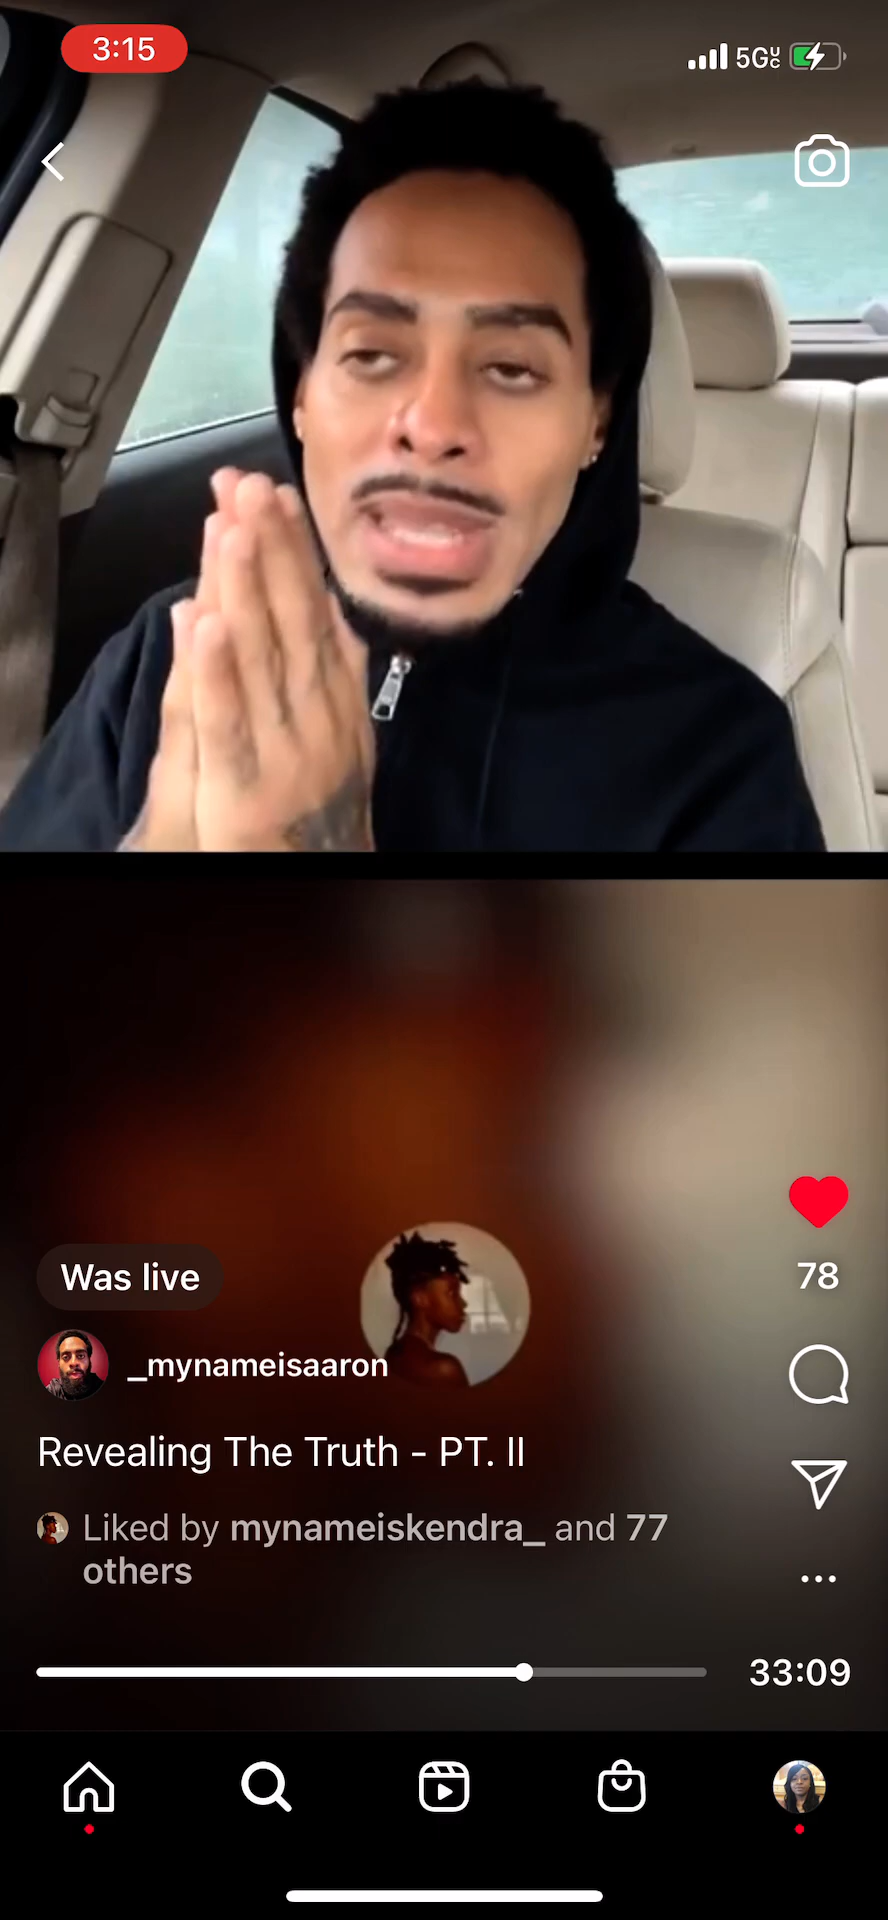 3:15
5GUC
Was live
_mynameisaaron
78
Revealing The Truth - PT. II
Liked by mynameiskendra_ and 77
others
33:09